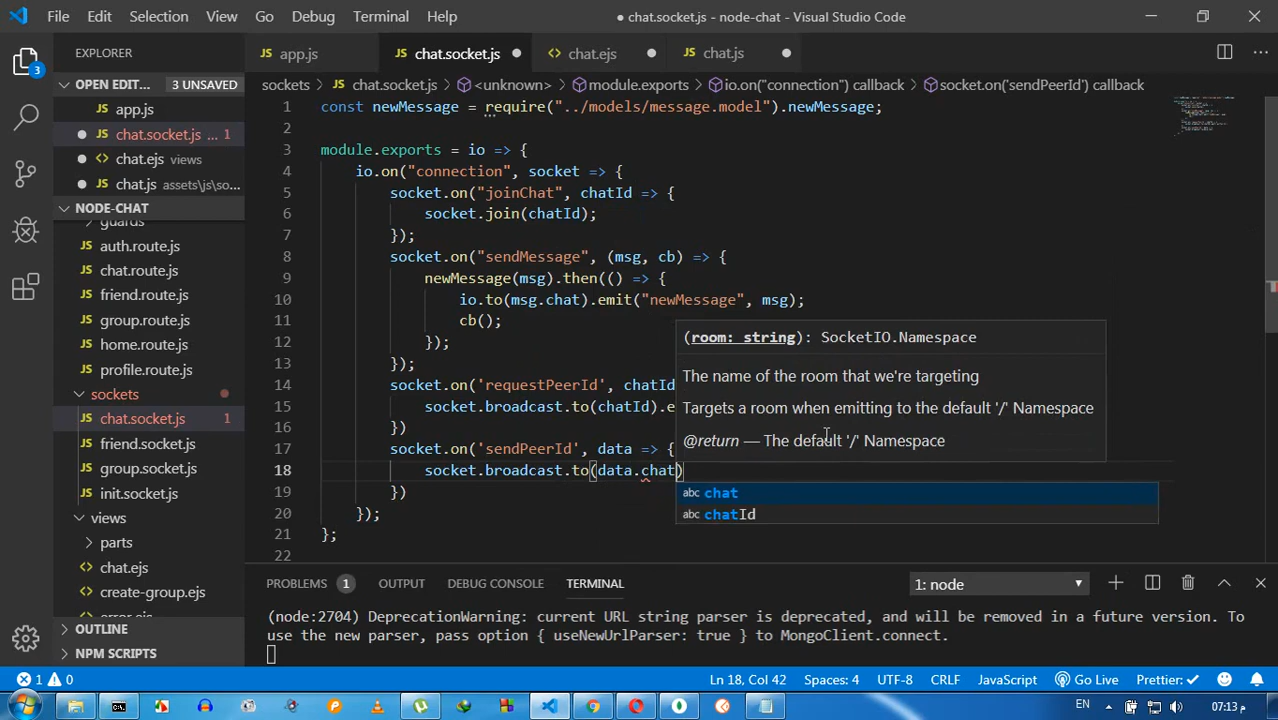 File Edit Selection View Go Debug Terminal Help
● chat.socket.js - node-chat - Visual Studio Code
EXPLORER
JS app.js
JS chat.socket.js ●
<> chat.ejs ●
JS chat.js ●
OPEN EDIT... 3 UNSAVED
sockets > JS chat.socket.js > <unknown> > module.exports > io.on("connection") callback > socket.on('sendPeerId') callback
3
JS app.js
● JS chat.socket.js ... 1
● <> chat.ejs views
● JS chat.js assets\js\so...
NODE-CHAT
guards
JS auth.route.js
JS chat.route.js
JS friend.route.js
JS group.route.js
JS home.route.js
JS profile.route.js
sockets
JS chat.socket.js 1
JS friend.socket.js
JS group.socket.js
JS init.socket.js
views
> parts
<> chat.ejs
<> create-group.ejs
<> error.ejs
> OUTLINE
> NPM SCRIPTS
1 const newMessage = require("../models/message.model").newMessage;
2
3 module.exports = io => {
4 io.on("connection", socket => {
5 socket.on("joinChat", chatId => {
6 socket.join(chatId);
7 });
8 socket.on("sendMessage", (msg, cb) => {
9 newMessage(msg).then(() => {
10 io.to(msg.chat).emit("newMessage", msg);
11 cb();
12 });
13 });
14 socket.on('requestPeerId', chatId
15 socket.broadcast.to(chatId).e
16 })
17 socket.on('sendPeerId', data => {
18 socket.broadcast.to(data.chat)
19 })
20 });
21 };
22
(room: string): SocketIO.Namespace
The name of the room that we're targeting
Targets a room when emitting to the default '/' Namespace
@return — The default '/' Namespace
abc chat
abc chatId
PROBLEMS 1 OUTPUT DEBUG CONSOLE TERMINAL 1: node
(node:2704) DeprecationWarning: current URL string parser is deprecated, and will be removed in a future version. To
use the new parser, pass option { useNewUrlParser: true } to MongoClient.connect.
1 0 Ln 18, Col 42 Spaces: 4 UTF-8 CRLF JavaScript Go Live Prettier: ✓
EN 07:13 م